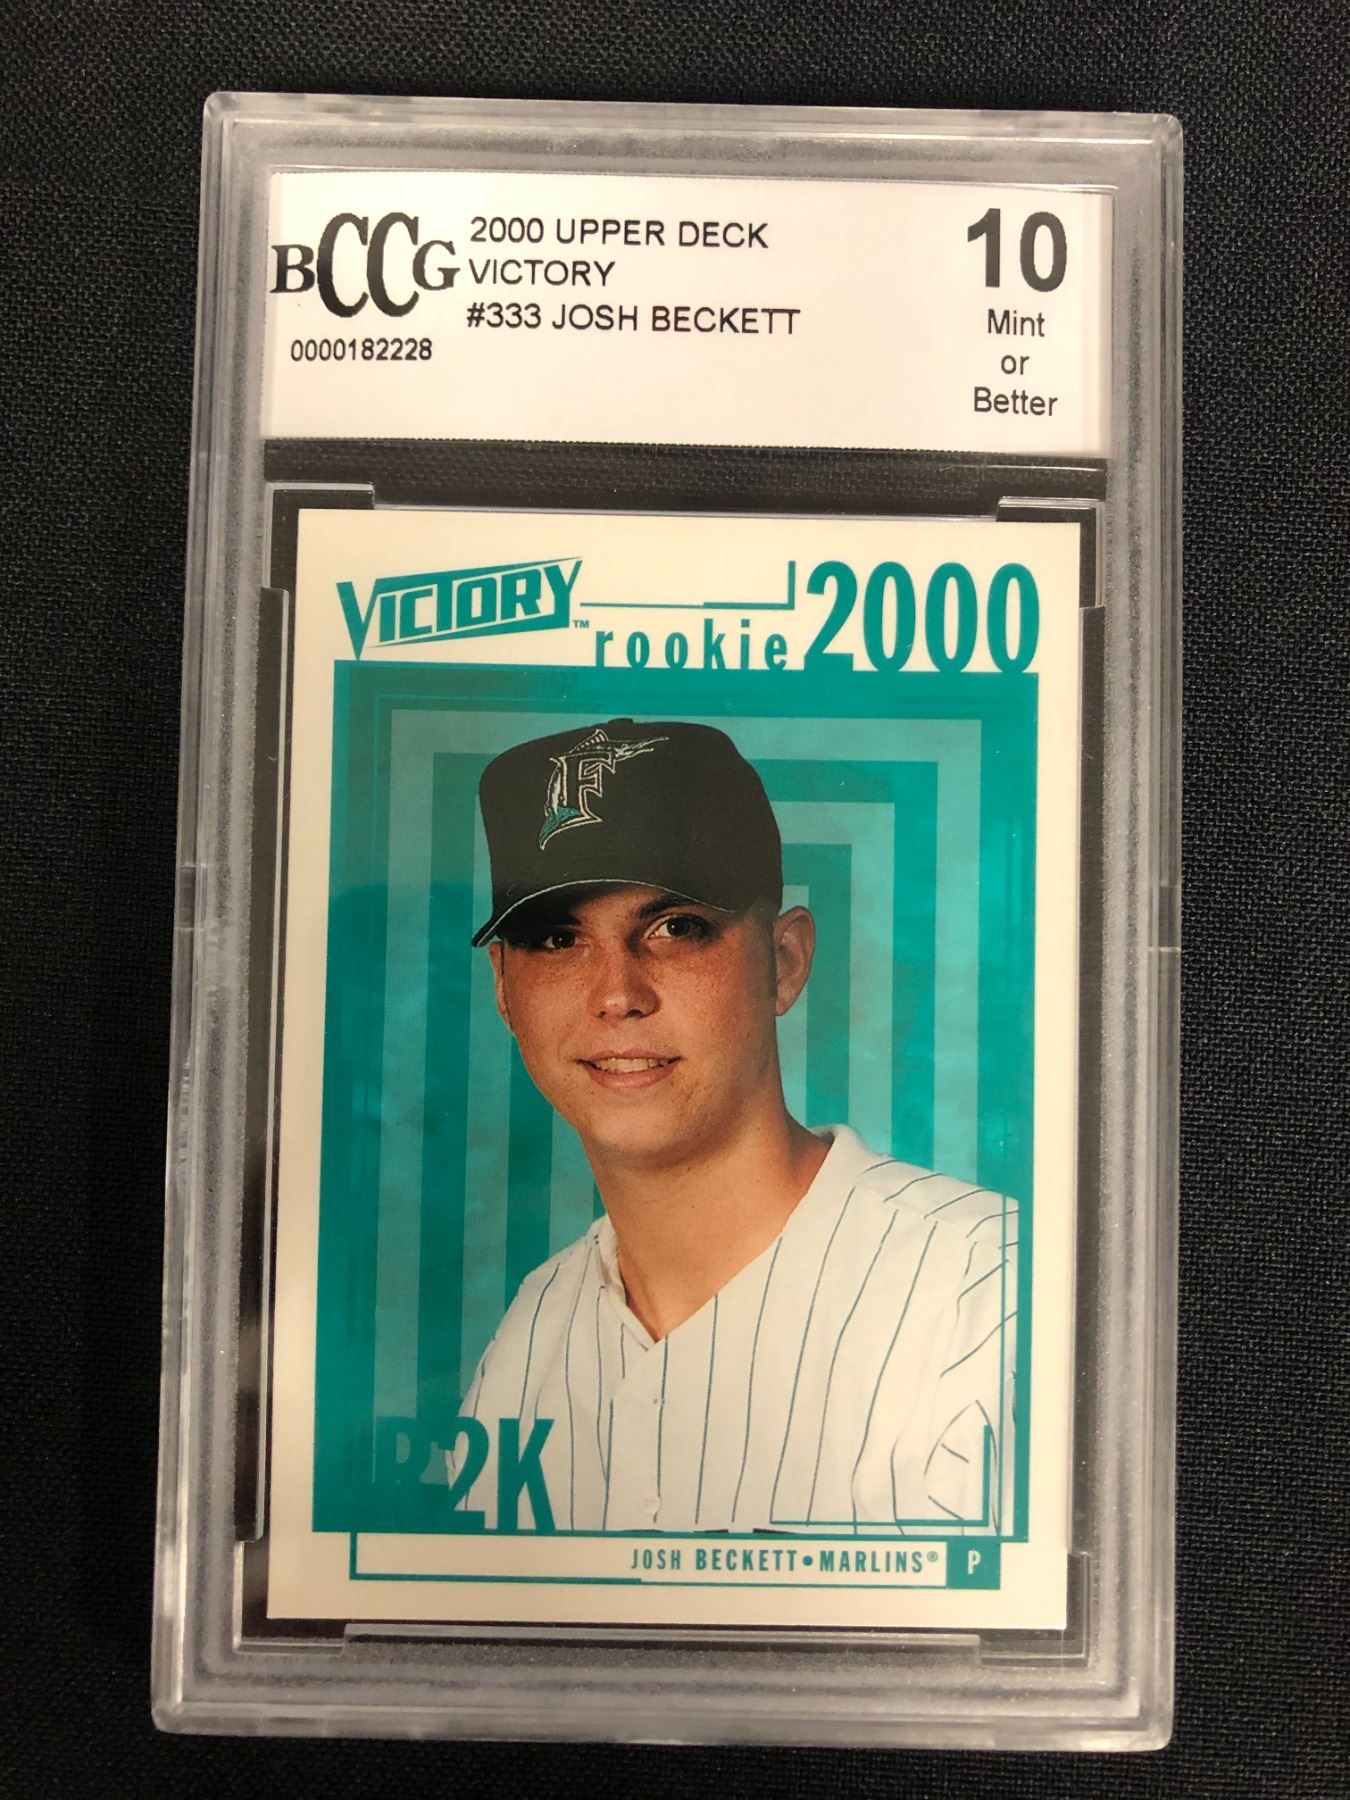 BCCG
2000 UPPER DECK
VICTORY
#333 JOSH BECKETT
0000182228
10
Mint
or
Better
VICTORY™
rookie 2000
F
R2K
JOSH BECKETT•MARLINS® P